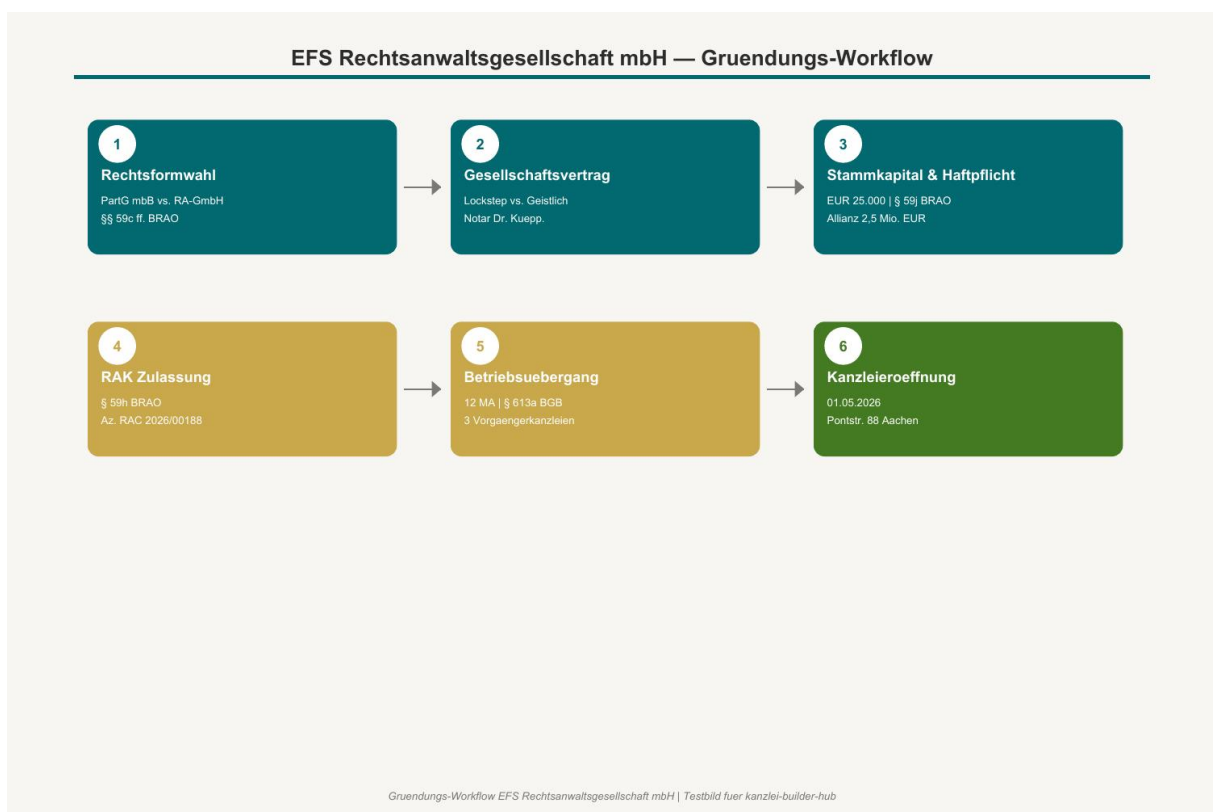 EFS Rechtsanwaltsgesellschaft mbH — Gruendungs-Workflow
1
Rechtsformwahl
PartG mbB vs. RA-GmbH
§§ 59c ff. BRAO
2
Gesellschaftsvertrag
Lockstep vs. Geistlich
Notar Dr. Kuepp.
3
Stammkapital & Haftpflicht
EUR 25.000 | § 59j BRAO
Allianz 2,5 Mio. EUR
4
RAK Zulassung
§ 59h BRAO
Az. RAC 2026/00188
5
Betriebsuebergang
12 MA | § 613a BGB
3 Vorgaengerkanzleien
6
Kanzleieroeffnung
01.05.2026
Pontstr. 88 Aachen
Gruendungs-Workflow EFS Rechtsanwaltsgesellschaft mbH | Testbild fuer kanzlei-builder-hub